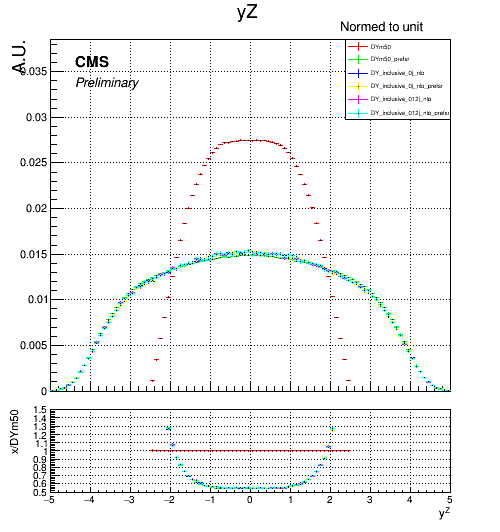 yZ
Normed to unit
A.U.
CMS
Preliminary
DYm50
DYm50_prefsr
DY_inclusive_0j_nlo
DY_inclusive_0j_nlo_prefsr
DY_inclusive_012j_nlo
DY_inclusive_012j_nlo_prefsr
0.035
0.03
0.025
0.02
0.015
0.01
0.005
0
x/DYm50
1.5
1.4
1.3
1.2
1.1
1
0.9
0.8
0.7
0.6
0.5
−5 −4 −3 −2 −1 0 1 2 3 4 5
yZ